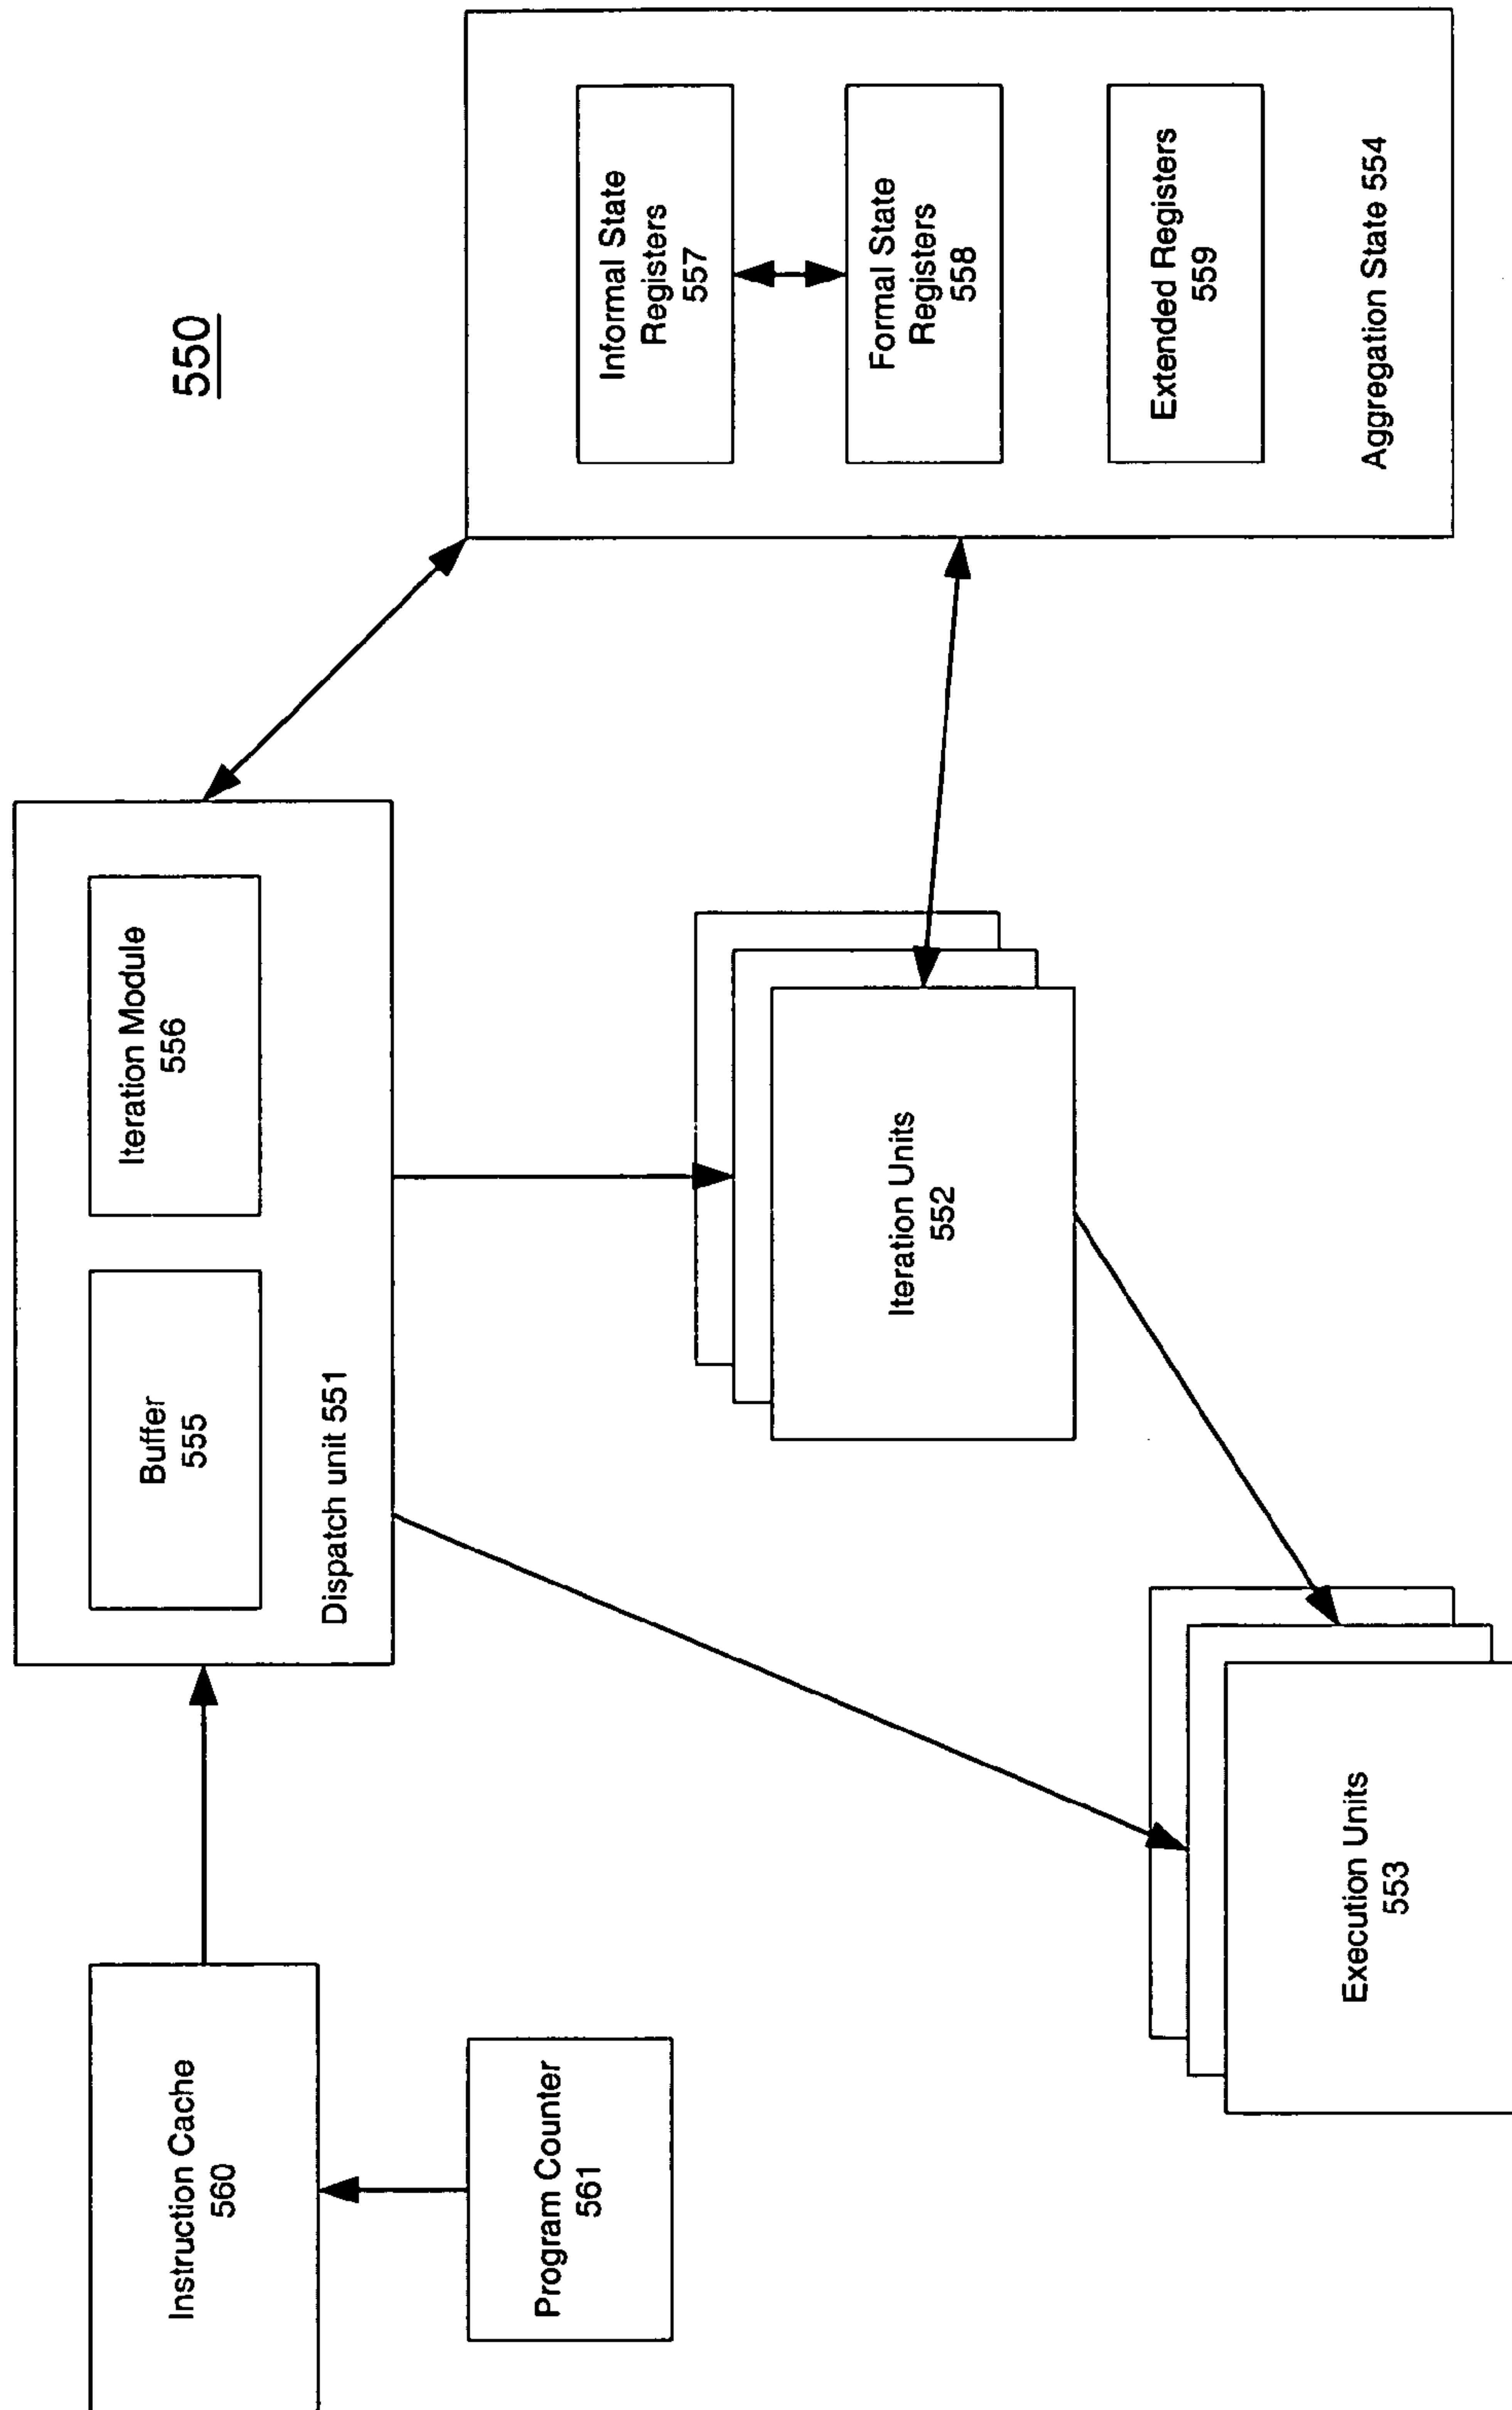 550
Instruction Cache
560
Program Counter
561
Buffer
555
Iteration Module
556
Dispatch unit 551
Iteration Units
552
Execution Units
553
Informal State
Registers
557
Formal State
Registers
558
Extended Registers
559
Aggregation State 554